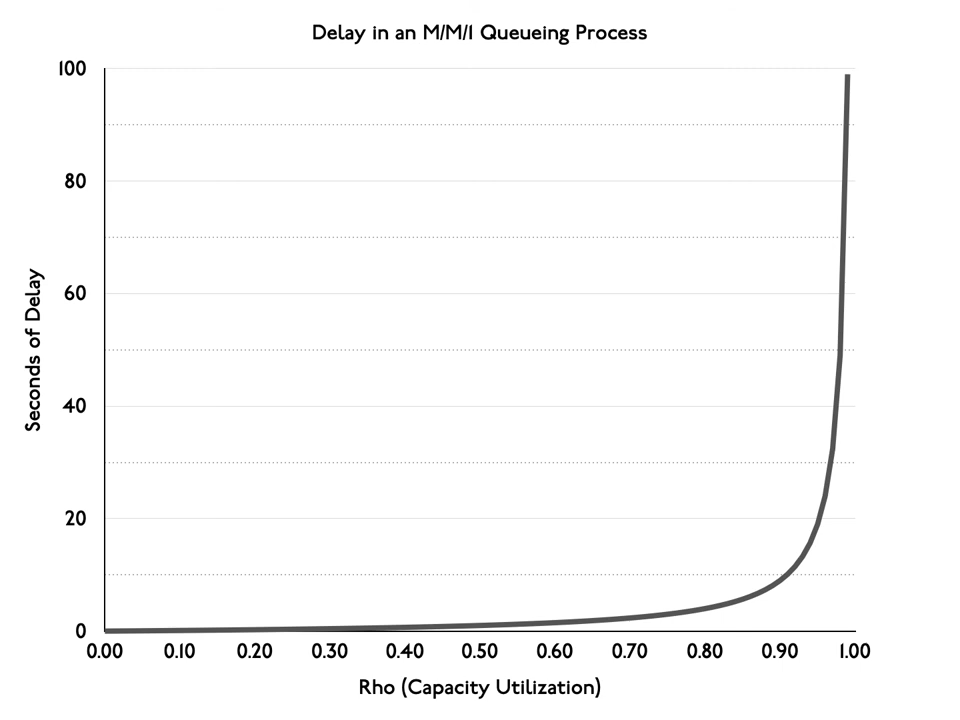 Delay in an M/M/1 Queueing Process
100
80
60
40
20
0
Seconds of Delay
0.00 0.10 0.20 0.30 0.40 0.50 0.60 0.70 0.80 0.90 1.00
Rho (Capacity Utilization)